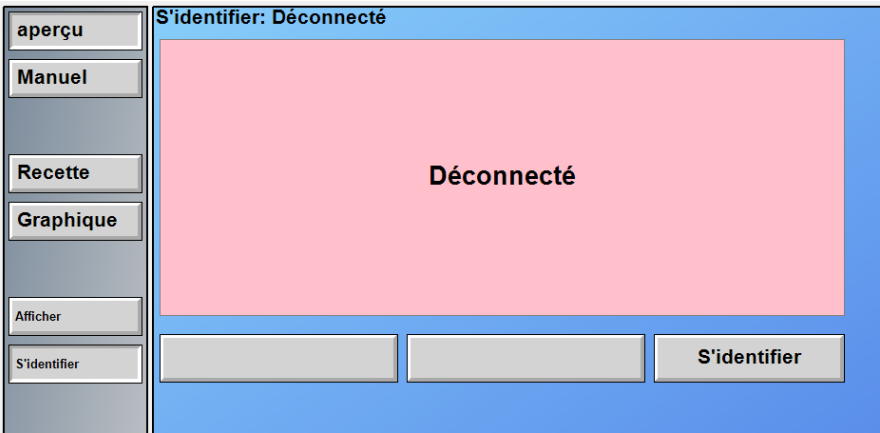 aperçu
Manuel
Recette
Graphique
Afficher
S'identifier
S'identifier: Déconnecté
Déconnecté
S'identifier